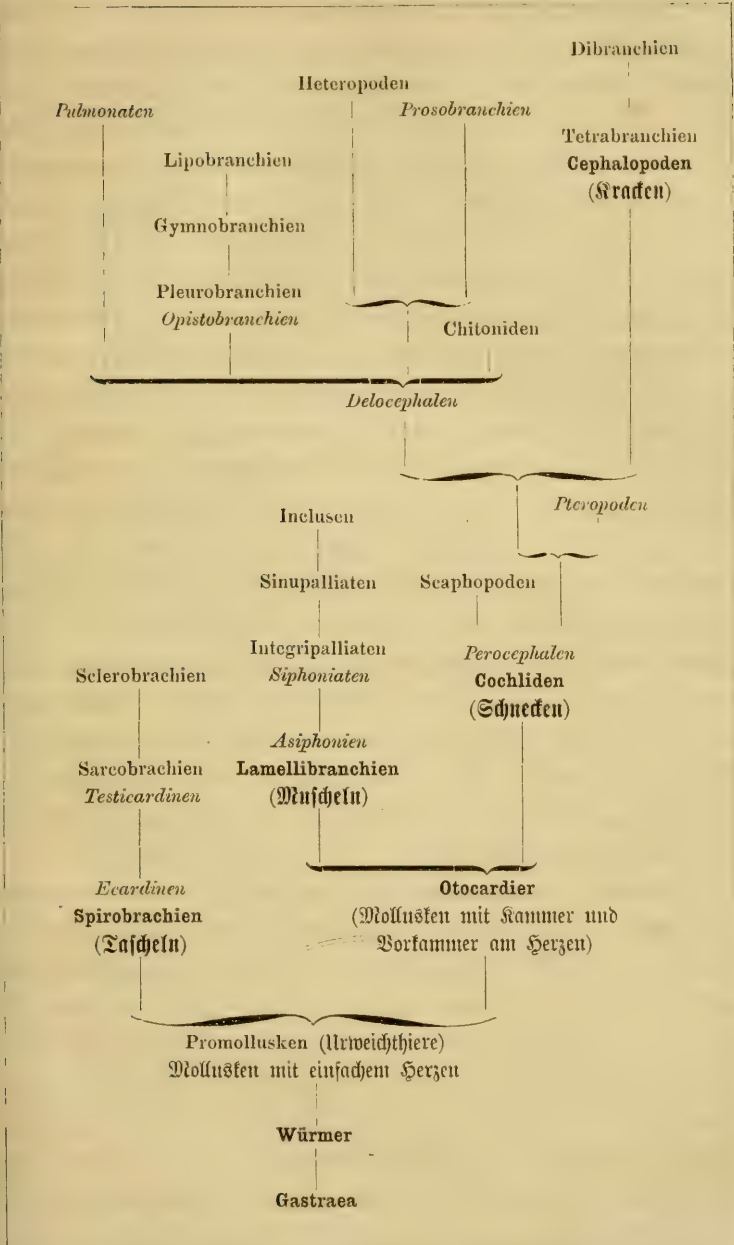 Dibranchien
Heteropoden
Pulmonaten
Prosobranchien
Tetrabranchien
Lipobranchien
Cephalopoden
(Kracken)
Gymnobranchien
Pleurobranchien
Opistobranchien
Chitoniden
Delocephalen
Pteropoden
Inclusen
Sinupalliaten
Scaphopoden
Integripalliaten
Perocephalen
Sclerobrachien
Siphoniaten
Cochliden
(Schnecken)
Asiphonien
Sarcobrachien
Lamellibranchien
Testicardinen
(Muscheln)
Ecardinen
Otocardier
Spirobrachien
(Mollusken mit Kammer und
(Tascheln)
Vorkammer am Herzen)
Promollusken (Urweichthiere)
Mollusken mit einfachem Herzen
Würmer
Gastraea